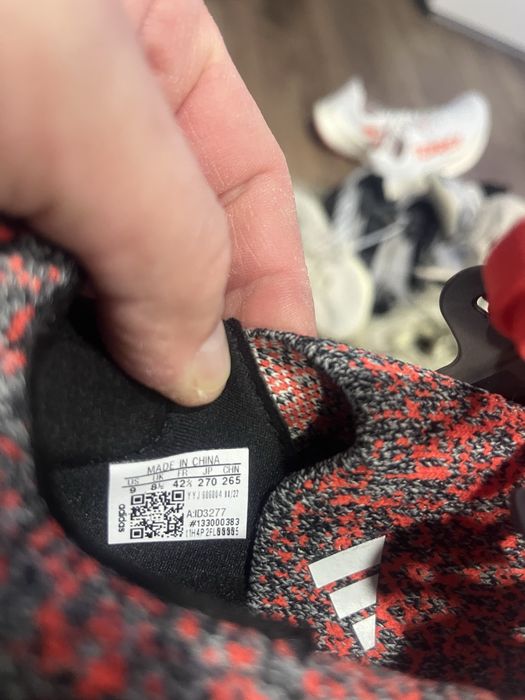 MADE IN CHINA
US UK FR JP CHN
9 8½ 42⅔ 270 265
A:ID3277
#133000383
adidas